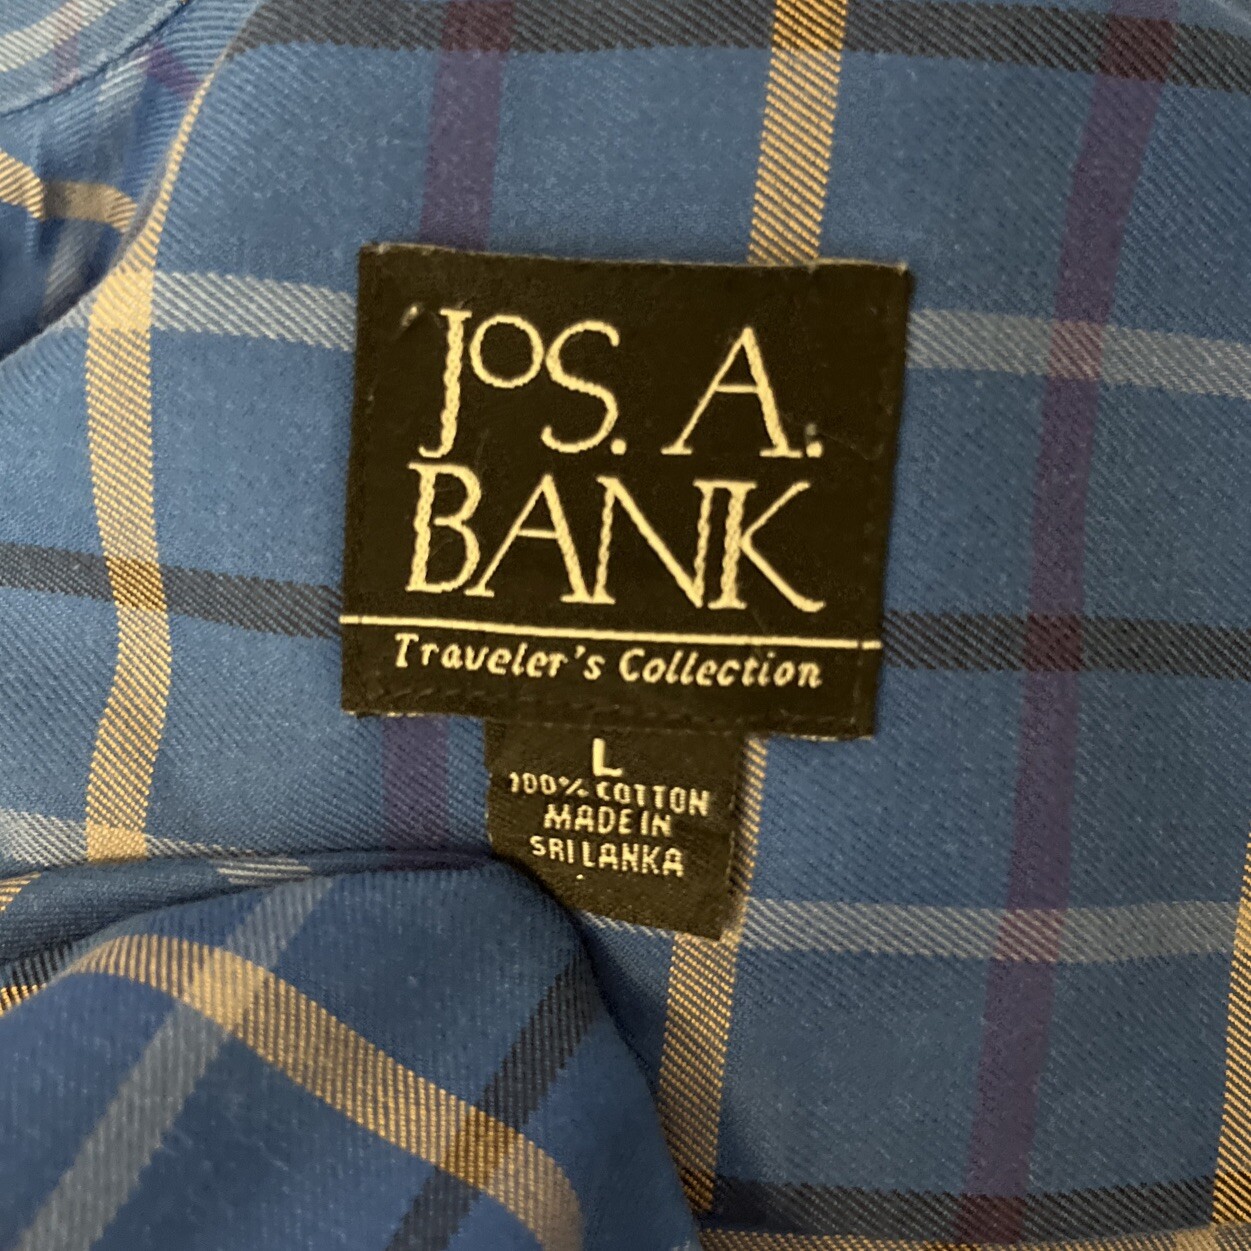 JoS. A.
BANK
Traveler's Collection
L
100% COTTON
MADE IN
SRI LANKA